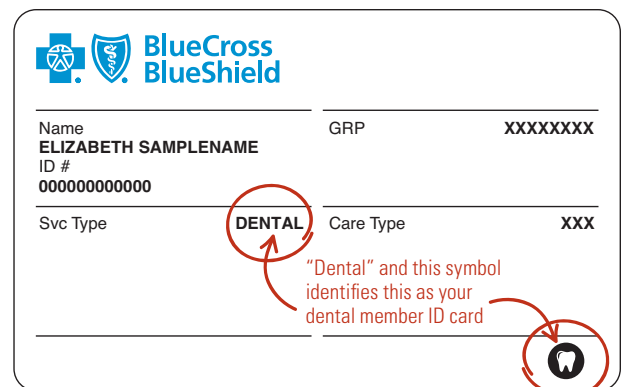 BlueCross
BlueShield
Name
ELIZABETH SAMPLENAME
ID #
000000000000
GRP XXXXXXXX
Svc Type DENTAL
Care Type XXX
"Dental" and this symbol
identifies this as your
dental member ID card